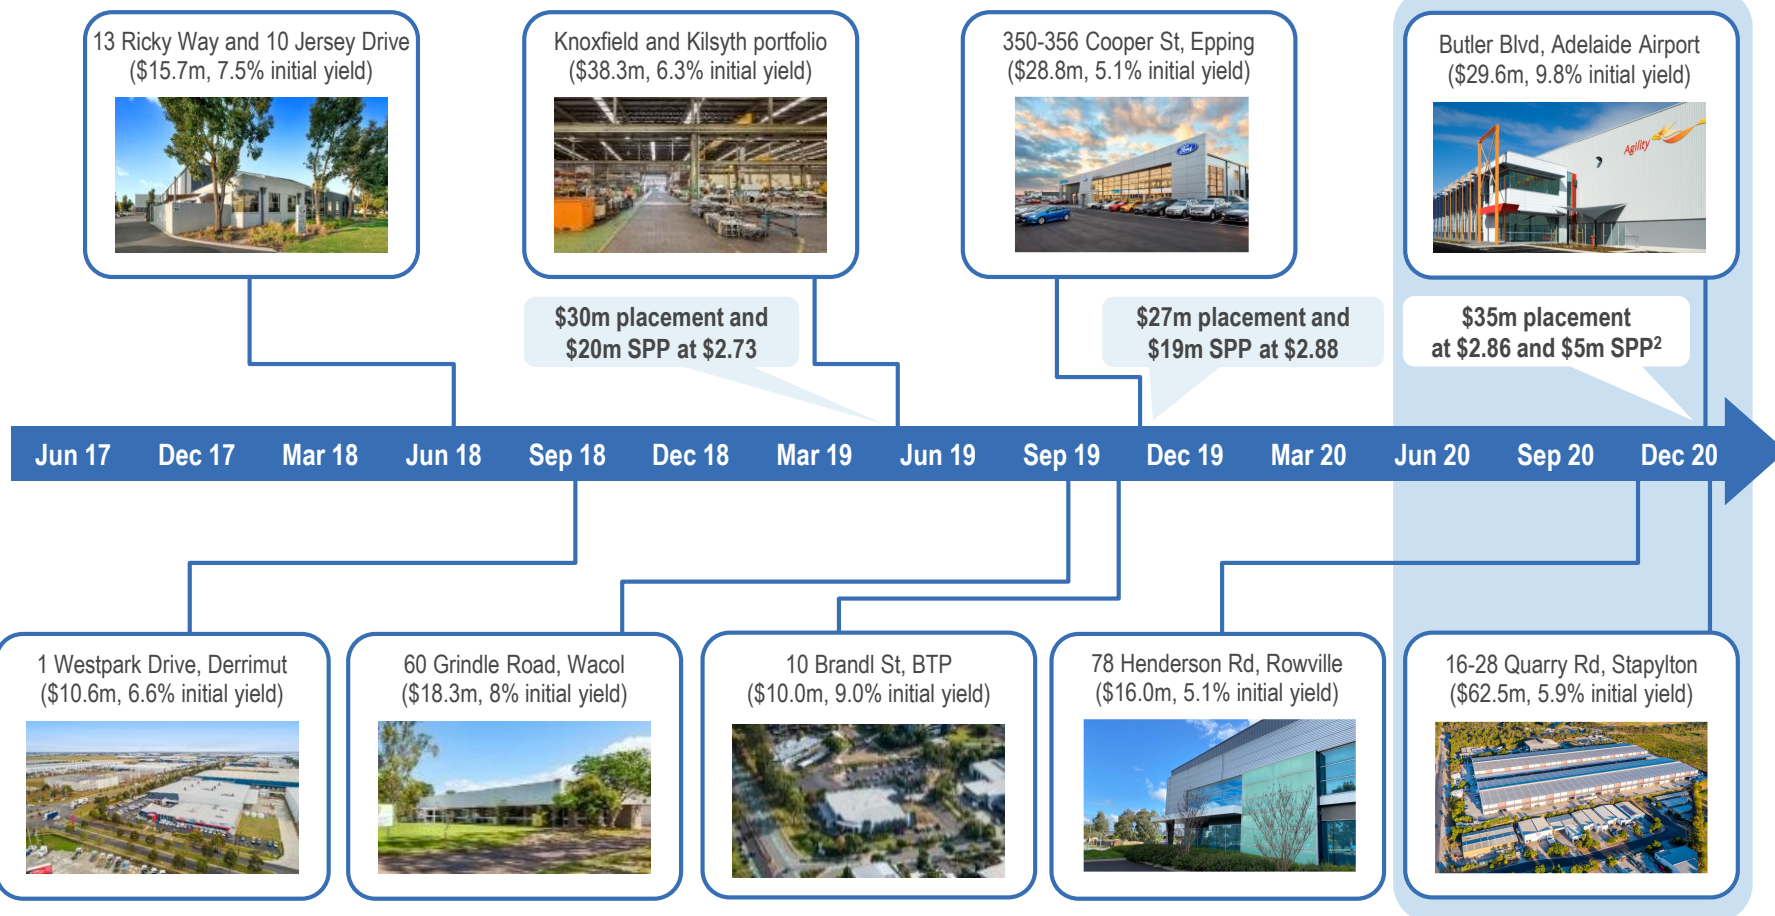 13 Ricky Way and 10 Jersey Drive
($15.7m, 7.5% initial yield)
Knoxfield and Kilsyth portfolio
($38.3m, 6.3% initial yield)
350-356 Cooper St, Epping
($28.8m, 5.1% initial yield)
Ford
Butler Blvd, Adelaide Airport
($29.6m, 9.8% initial yield)
Agility
$30m placement and
$20m SPP at $2.73
$27m placement and
$19m SPP at $2.88
$35m placement
at $2.86 and $5m SPP²
Jun 17 Dec 17 Mar 18 Jun 18 Sep 18 Dec 18 Mar 19 Jun 19 Sep 19 Dec 19 Mar 20 Jun 20 Sep 20 Dec 20
1 Westpark Drive, Derrimut
($10.6m, 6.6% initial yield)
60 Grindle Road, Wacol
($18.3m, 8% initial yield)
10 Brandl St, BTP
($10.0m, 9.0% initial yield)
78 Henderson Rd, Rowville
($16.0m, 5.1% initial yield)
16-28 Quarry Rd, Stapylton
($62.5m, 5.9% initial yield)